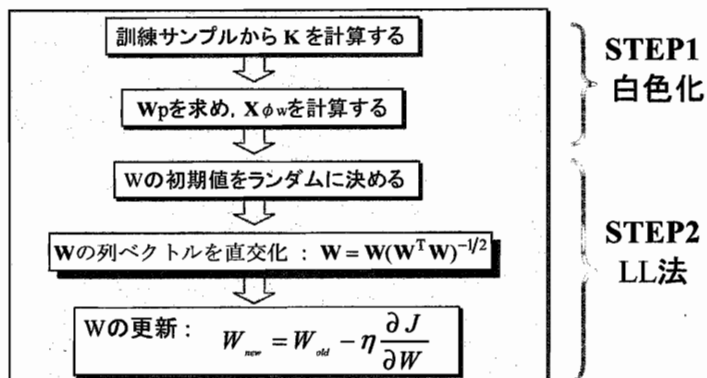 訓練サンプルから K を計算する
STEP1
白色化
Wpを求め, XφWを計算する
Wの初期値をランダムに決める
Wの列ベクトルを直交化 : W = W(W^T W)^{-1/2}
STEP2
LL法
Wの更新 : W_new = W_old − η ∂J/∂W